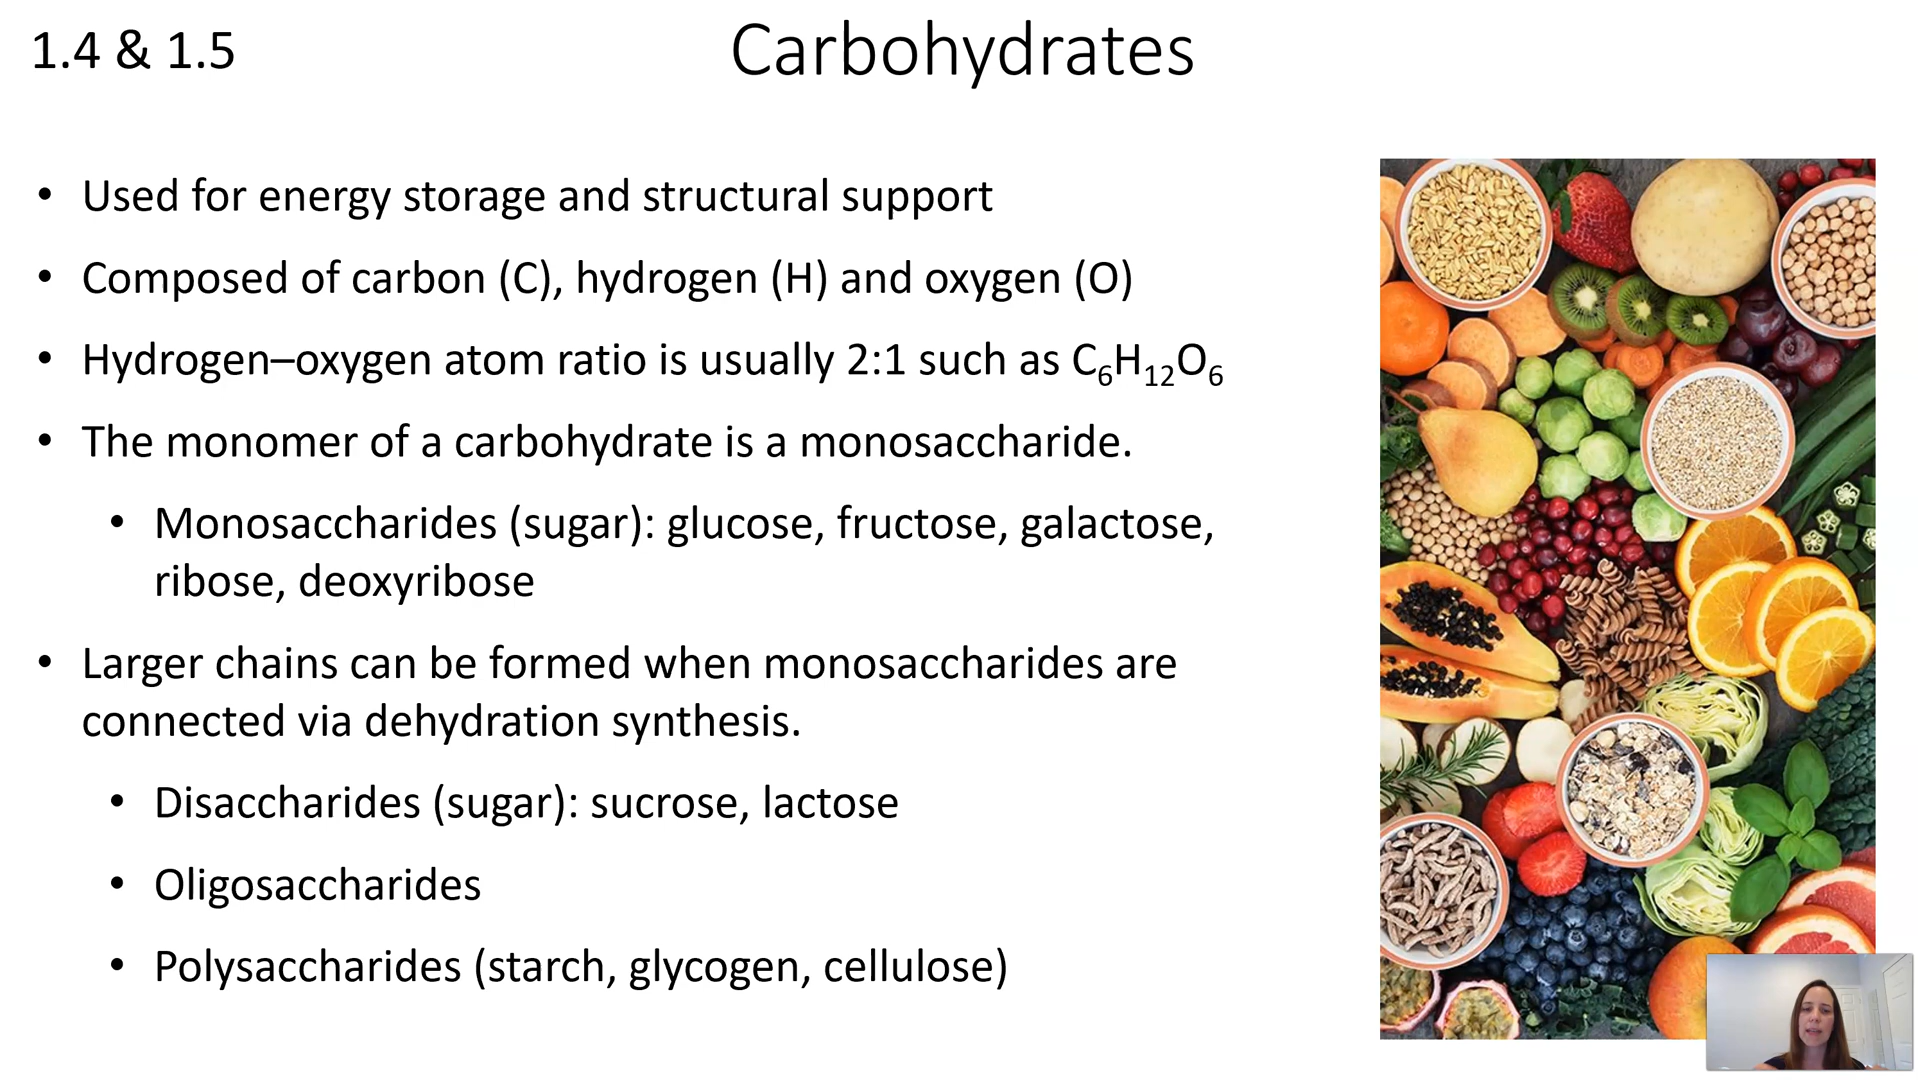 1.4 & 1.5
Carbohydrates
• Used for energy storage and structural support
• Composed of carbon (C), hydrogen (H) and oxygen (O)
• Hydrogen–oxygen atom ratio is usually 2:1 such as C₆H₁₂O₆
• The monomer of a carbohydrate is a monosaccharide.
• Monosaccharides (sugar): glucose, fructose, galactose,
ribose, deoxyribose
• Larger chains can be formed when monosaccharides are
connected via dehydration synthesis.
• Disaccharides (sugar): sucrose, lactose
• Oligosaccharides
• Polysaccharides (starch, glycogen, cellulose)